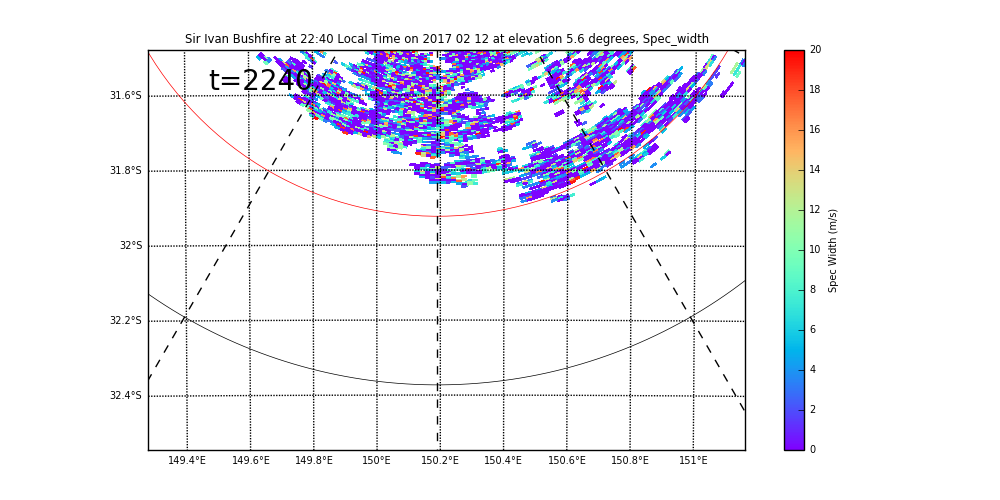 Sir Ivan Bushfire at 22:40 Local Time on 2017 02 12 at elevation 5.6 degrees, Spec_width
t=2240
31.6°S
31.8°S
32°S
32.2°S
32.4°S
149.4°E 149.6°E 149.8°E 150°E 150.2°E 150.4°E 150.6°E 150.8°E 151°E
20
18
16
14
12
10
8
6
4
2
0
Spec Width (m/s)